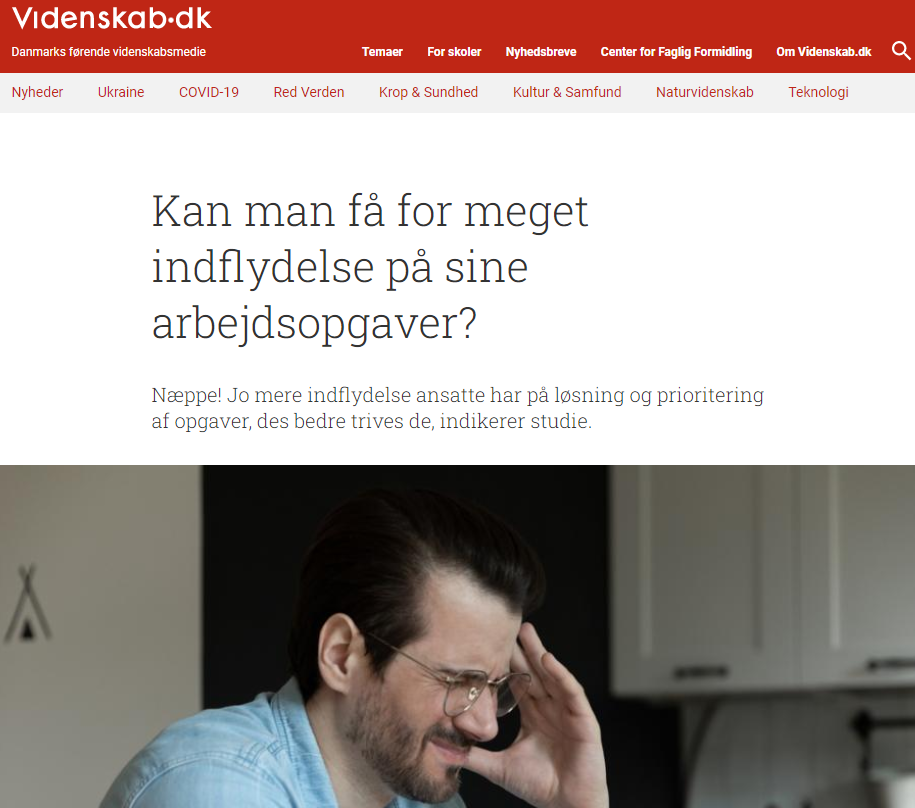 Videnskab·dk
Danmarks førende videnskabsmedie
Temaer For skoler Nyhedsbreve Center for Faglig Formidling Om Videnskab.dk
Nyheder Ukraine COVID-19 Red Verden Krop & Sundhed Kultur & Samfund Naturvidenskab Teknologi
Kan man få for meget
indflydelse på sine
arbejdsopgaver?
Næppe! Jo mere indflydelse ansatte har på løsning og prioritering
af opgaver, des bedre trives de, indikerer studie.